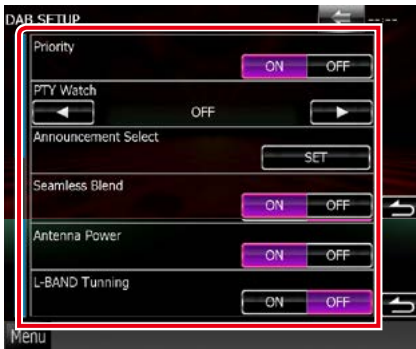 DAB SETUP --:--
Priority
ON OFF
PTY Watch
OFF
Announcement Select
SET
Seamless Blend
ON OFF
Antenna Power
ON OFF
L-BAND Tunning
ON OFF
Menu